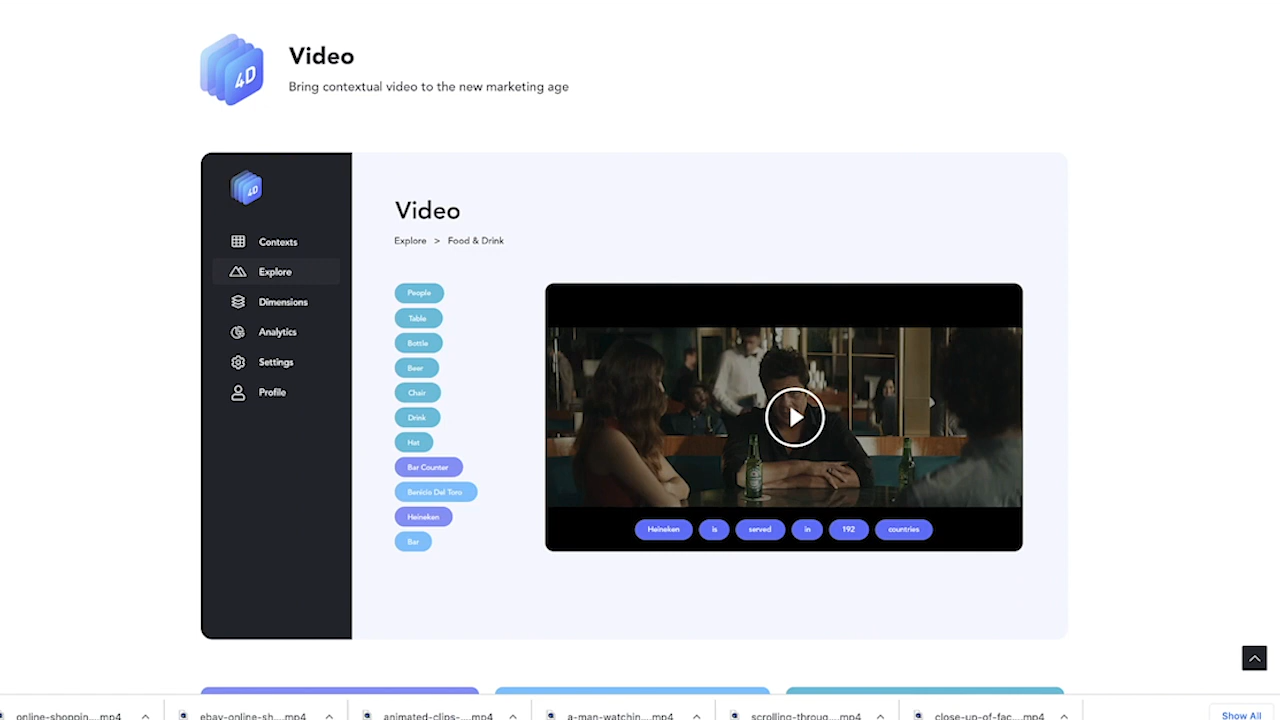 4D
Video
Bring contextual video to the new marketing age
4D
Contexts
Explore
Dimensions
Analytics
Settings
Profile
Video
Explore > Food & Drink
People
Table
Bottle
Beer
Chair
Drink
Hat
Bar Counter
Benicio Del Toro
Heineken
Bar
Heineken is served in 192 countries
online-shoppin....mp4
ebay-online-sh....mp4
animated-clips-....mp4
a-man-watchin....mp4
scrolling-throug....mp4
close-up-of-fac....mp4
Show All